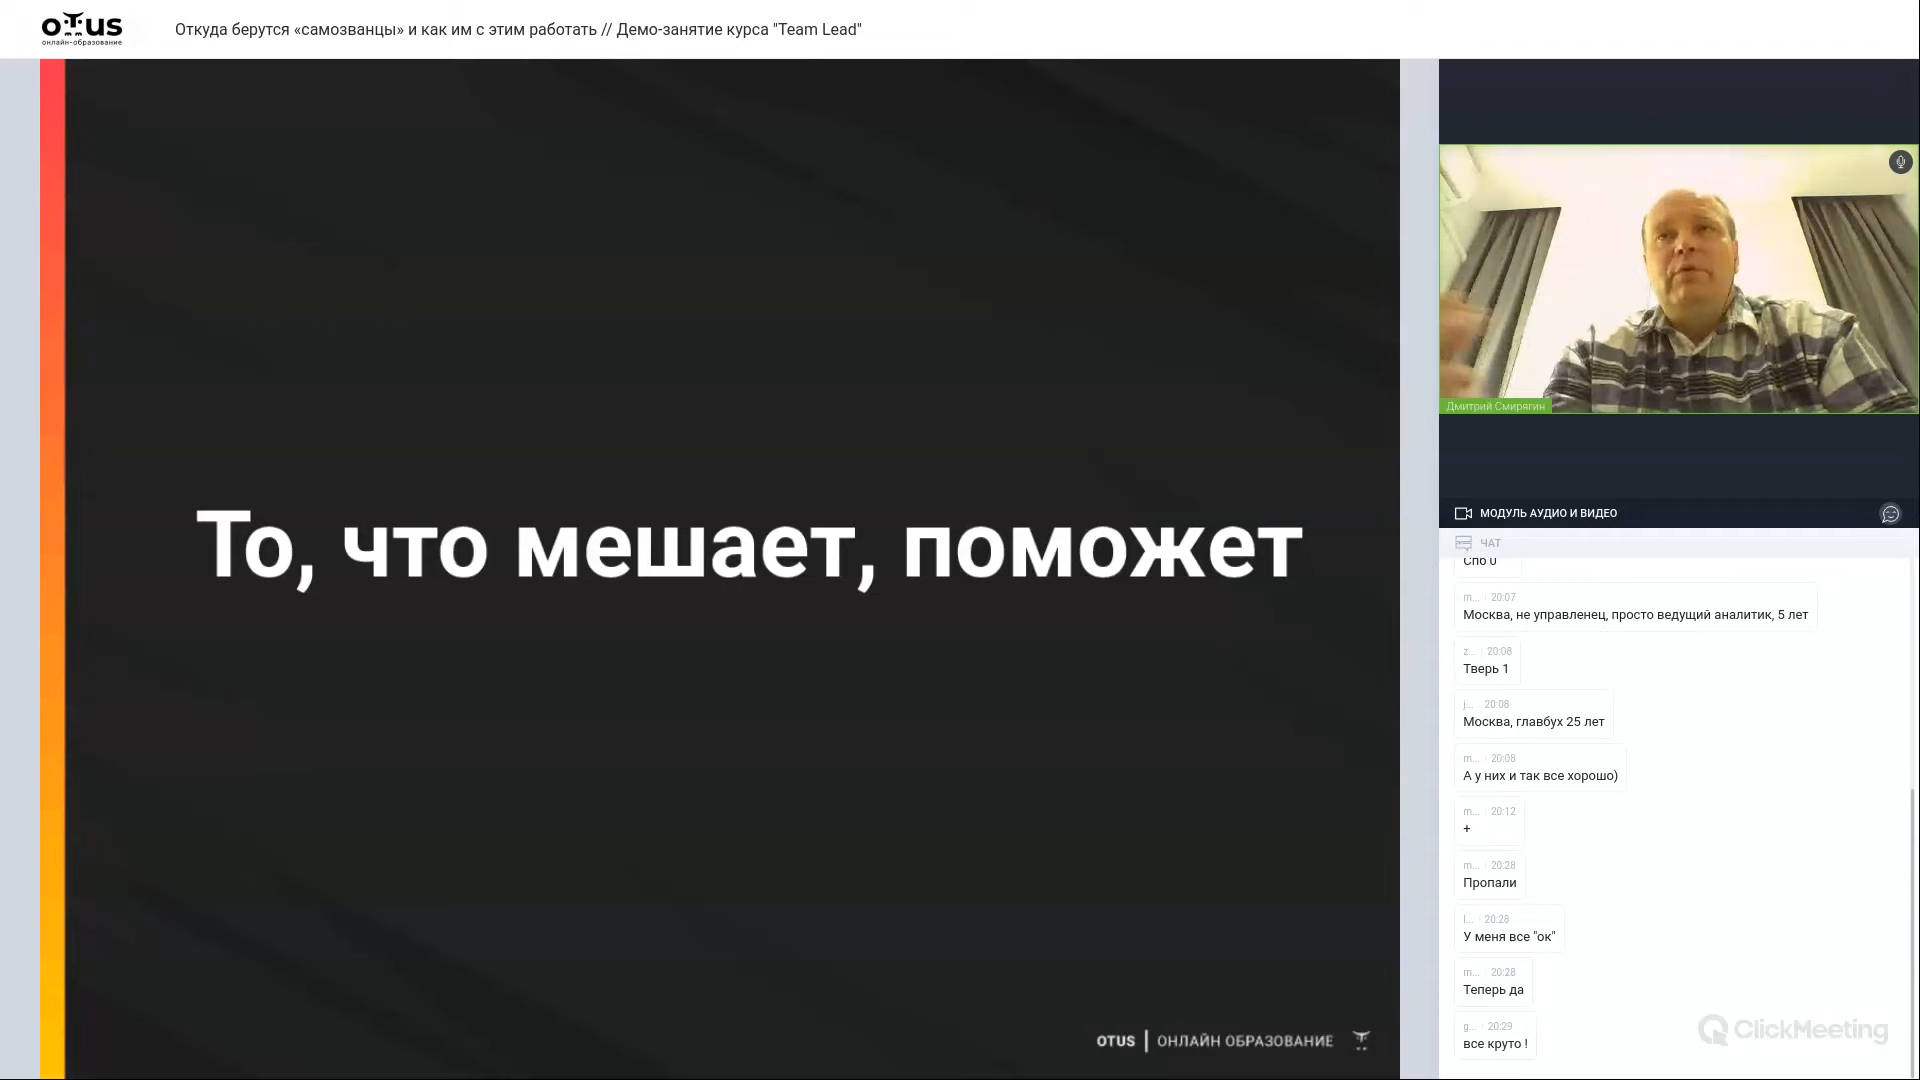 otus
онлайн-образование
Откуда берутся «самозванцы» и как им с этим работать // Демо-занятие курса "Team Lead"
То, что мешает, поможет
OTUS | ОНЛАЙН ОБРАЗОВАНИЕ
Дмитрий Смирягин
МОДУЛЬ АУДИО И ВИДЕО
ЧАТ
Спб 0
m... 20:07
Москва, не управленец, просто ведущий аналитик, 5 лет
z... 20:08
Тверь 1
j... 20:08
Москва, главбух 25 лет
m... 20:08
А у них и так все хорошо)
m... 20:12
+
m... 20:28
Пропали
l... 20:28
У меня все "ок"
m... 20:28
Теперь да
g... 20:29
все круто !
ClickMeeting